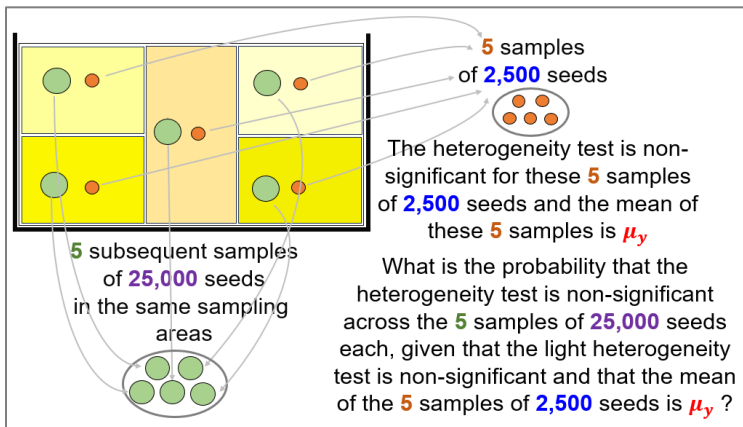 5 samples
of 2,500 seeds
The heterogeneity test is non-
significant for these 5 samples
of 2,500 seeds and the mean of
these 5 samples is μy
5 subsequent samples
of 25,000 seeds
in the same sampling
areas
What is the probability that the
heterogeneity test is non-significant
across the 5 samples of 25,000 seeds
each, given that the light heterogeneity
test is non-significant and that the mean
of the 5 samples of 2,500 seeds is μy ?